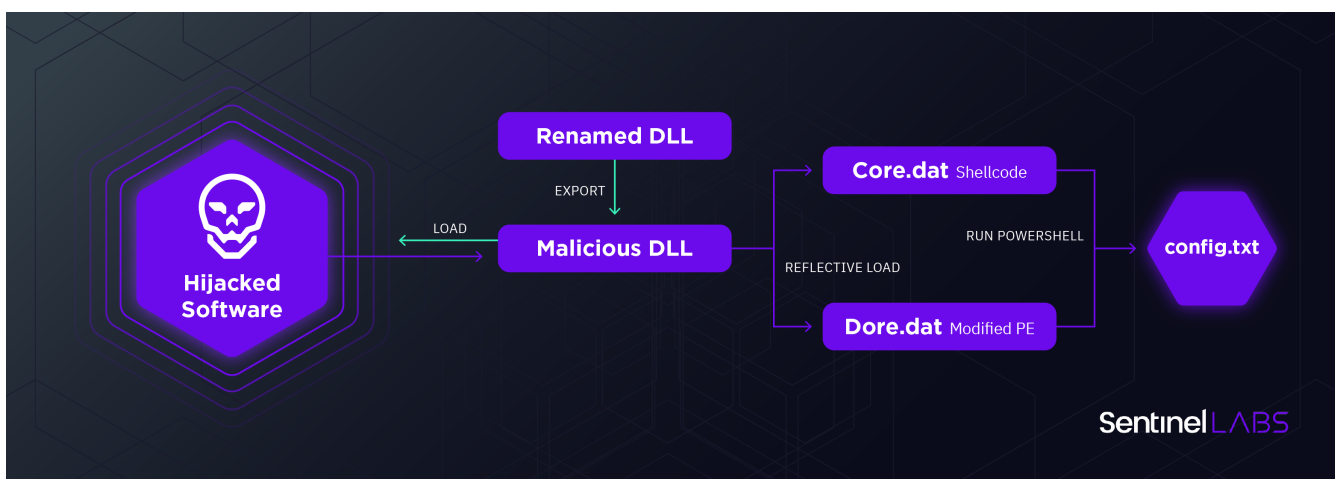 Renamed DLL
EXPORT
LOAD
Malicious DLL
Hijacked
Software
Core.dat Shellcode
REFLECTIVE LOAD
Dore.dat Modified PE
RUN POWERSHELL
config.txt
SentinelLABS